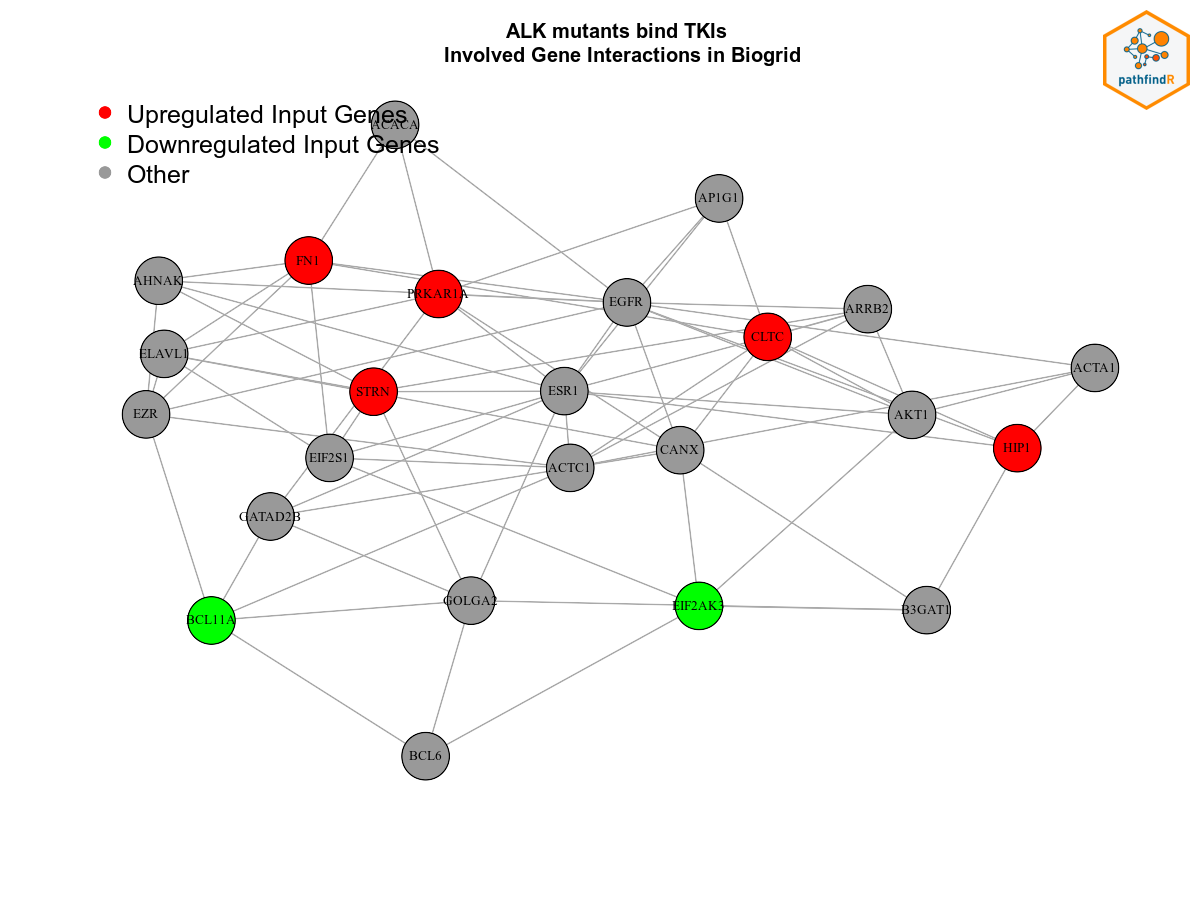 ALK mutants bind TKIs
Involved Gene Interactions in Biogrid
pathfindR
Upregulated Input Genes
Downregulated Input Genes
Other
ACACA
AP1G1
FN1
AHNAK
PRKAR1A
EGFR
ARRB2
CLTC
ELAVL1
ACTA1
STRN
ESR1
EZR
AKT1
HIP1
EIF2S1
ACTC1
CANX
GATAD2B
GOLGA2
EIF2AK3
B3GAT1
BCL11A
BCL6